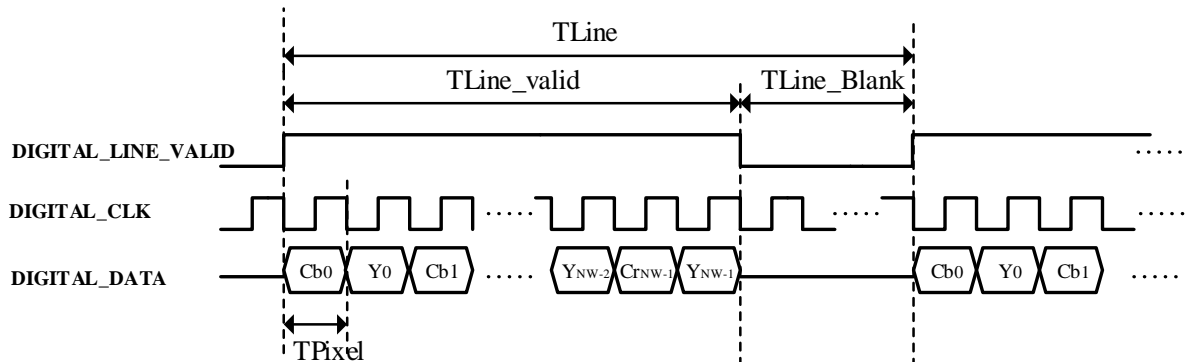 TLine
TLine_valid TLine_Blank
DIGITAL_LINE_VALID .....
DIGITAL_CLK ..... ..... .....
DIGITAL_DATA Cb0 Y0 Cb1 ..... YNW-2 CrNW-1 YNW-1 Cb0 Y0 Cb1 .....
TPixel